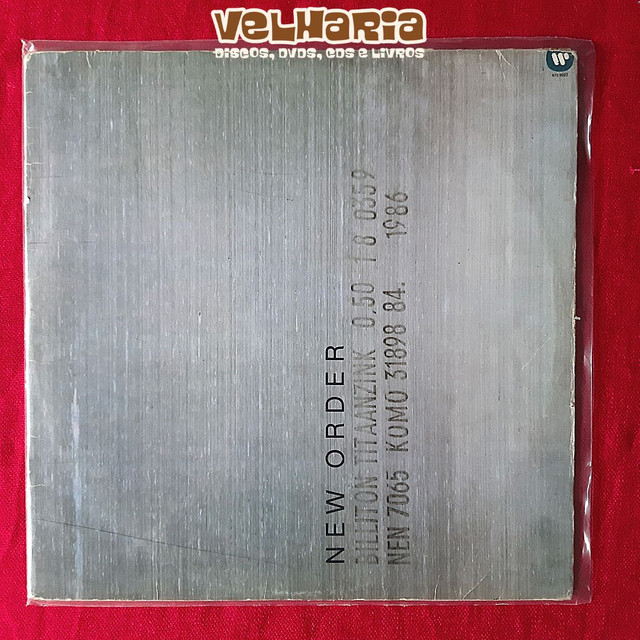 VELHARIA
DISCOS, DVDS, CDS E LIVROS
NEW ORDER
BILLITON TITAANZINK 0,50 1 8 0359
NEN 7065 KOMO 31898 84. 1986